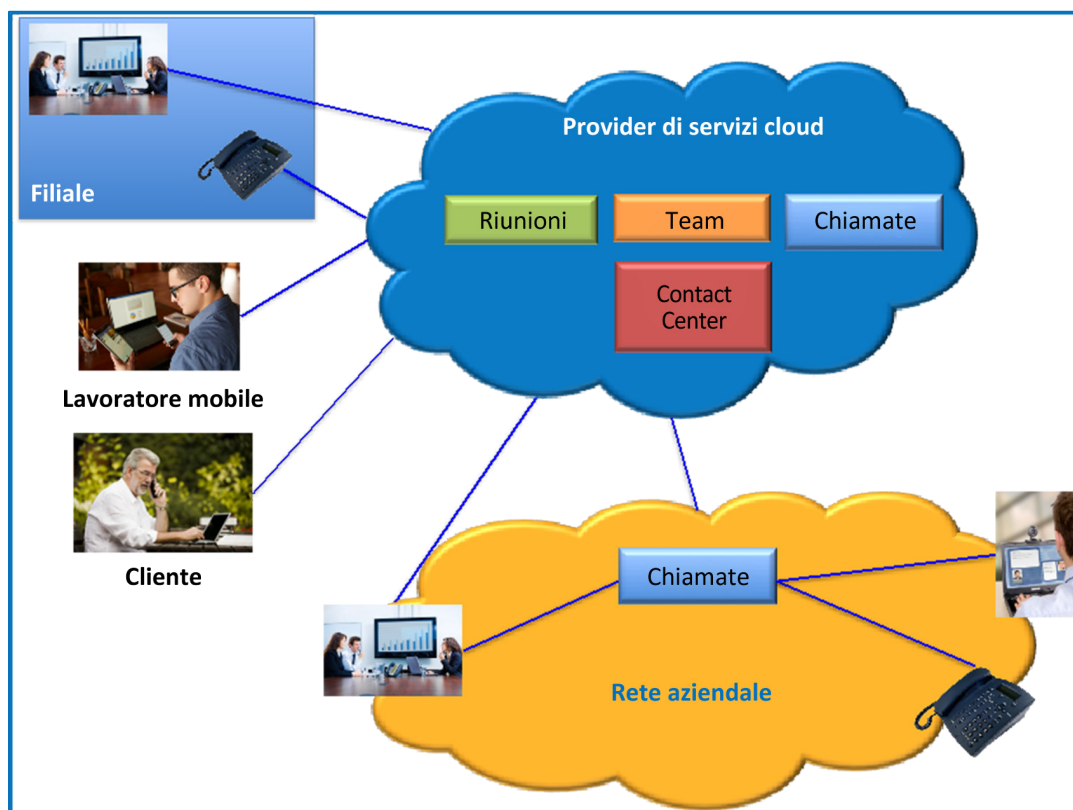 Provider di servizi cloud
Filiale
Riunioni
Team
Chiamate
Contact
Center
Lavoratore mobile
Cliente
Chiamate
Rete aziendale